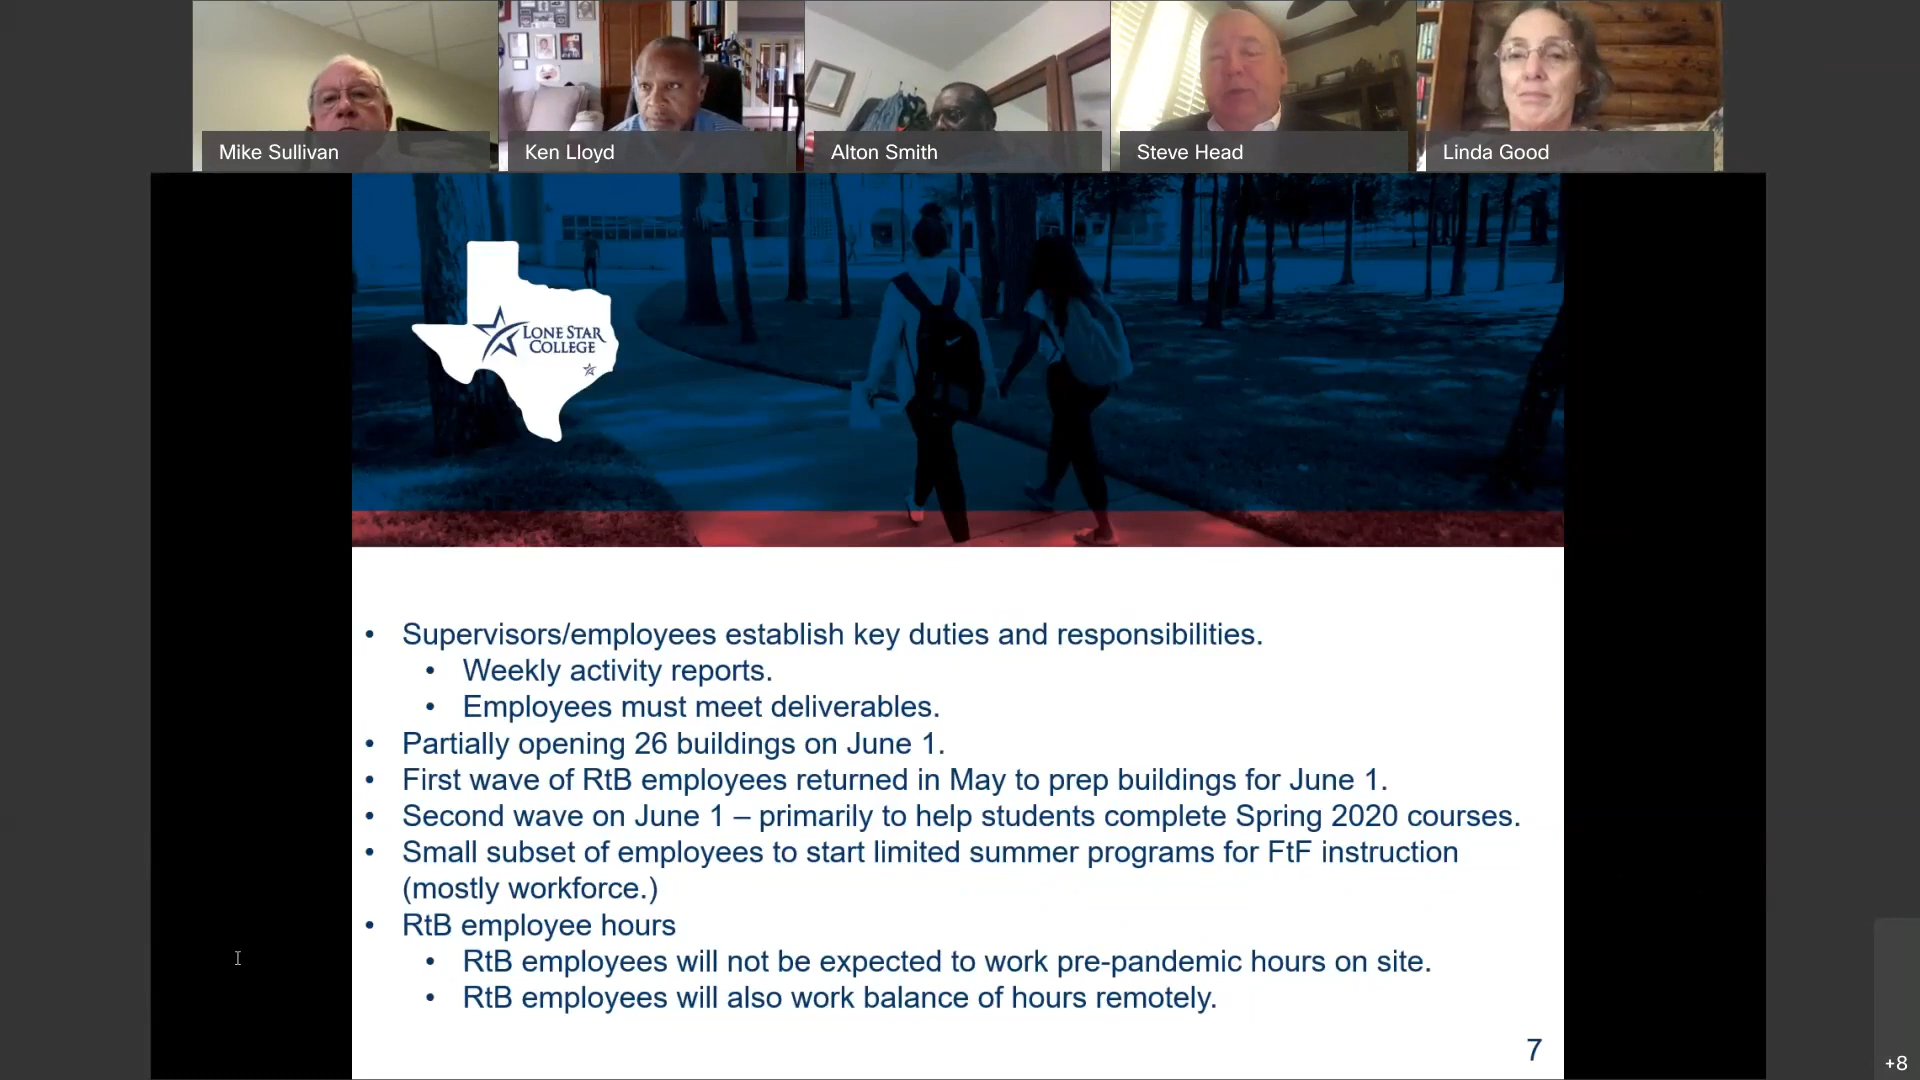 Mike Sullivan
Ken Lloyd
Alton Smith
Steve Head
Linda Good
LONE STAR
COLLEGE
• Supervisors/employees establish key duties and responsibilities.
• Weekly activity reports.
• Employees must meet deliverables.
• Partially opening 26 buildings on June 1.
• First wave of RtB employees returned in May to prep buildings for June 1.
• Second wave on June 1 – primarily to help students complete Spring 2020 courses.
• Small subset of employees to start limited summer programs for FtF instruction
(mostly workforce.)
• RtB employee hours
• RtB employees will not be expected to work pre-pandemic hours on site.
• RtB employees will also work balance of hours remotely.
7
+8